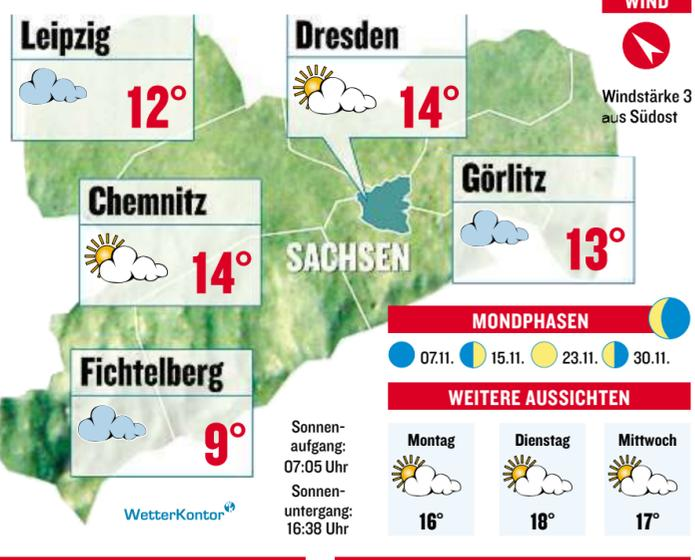 WIND
Leipzig
12°
Dresden
14°
Windstärke 3
aus Südost
Chemnitz
14°
Görlitz
13°
SACHSEN
Fichtelberg
9°
MONDPHASEN
07.11.
15.11.
23.11.
30.11.
WEITERE AUSSICHTEN
Montag
16°
Dienstag
18°
Mittwoch
17°
Sonnen-
aufgang:
07:05 Uhr
Sonnen-
untergang:
16:38 Uhr
WetterKontor